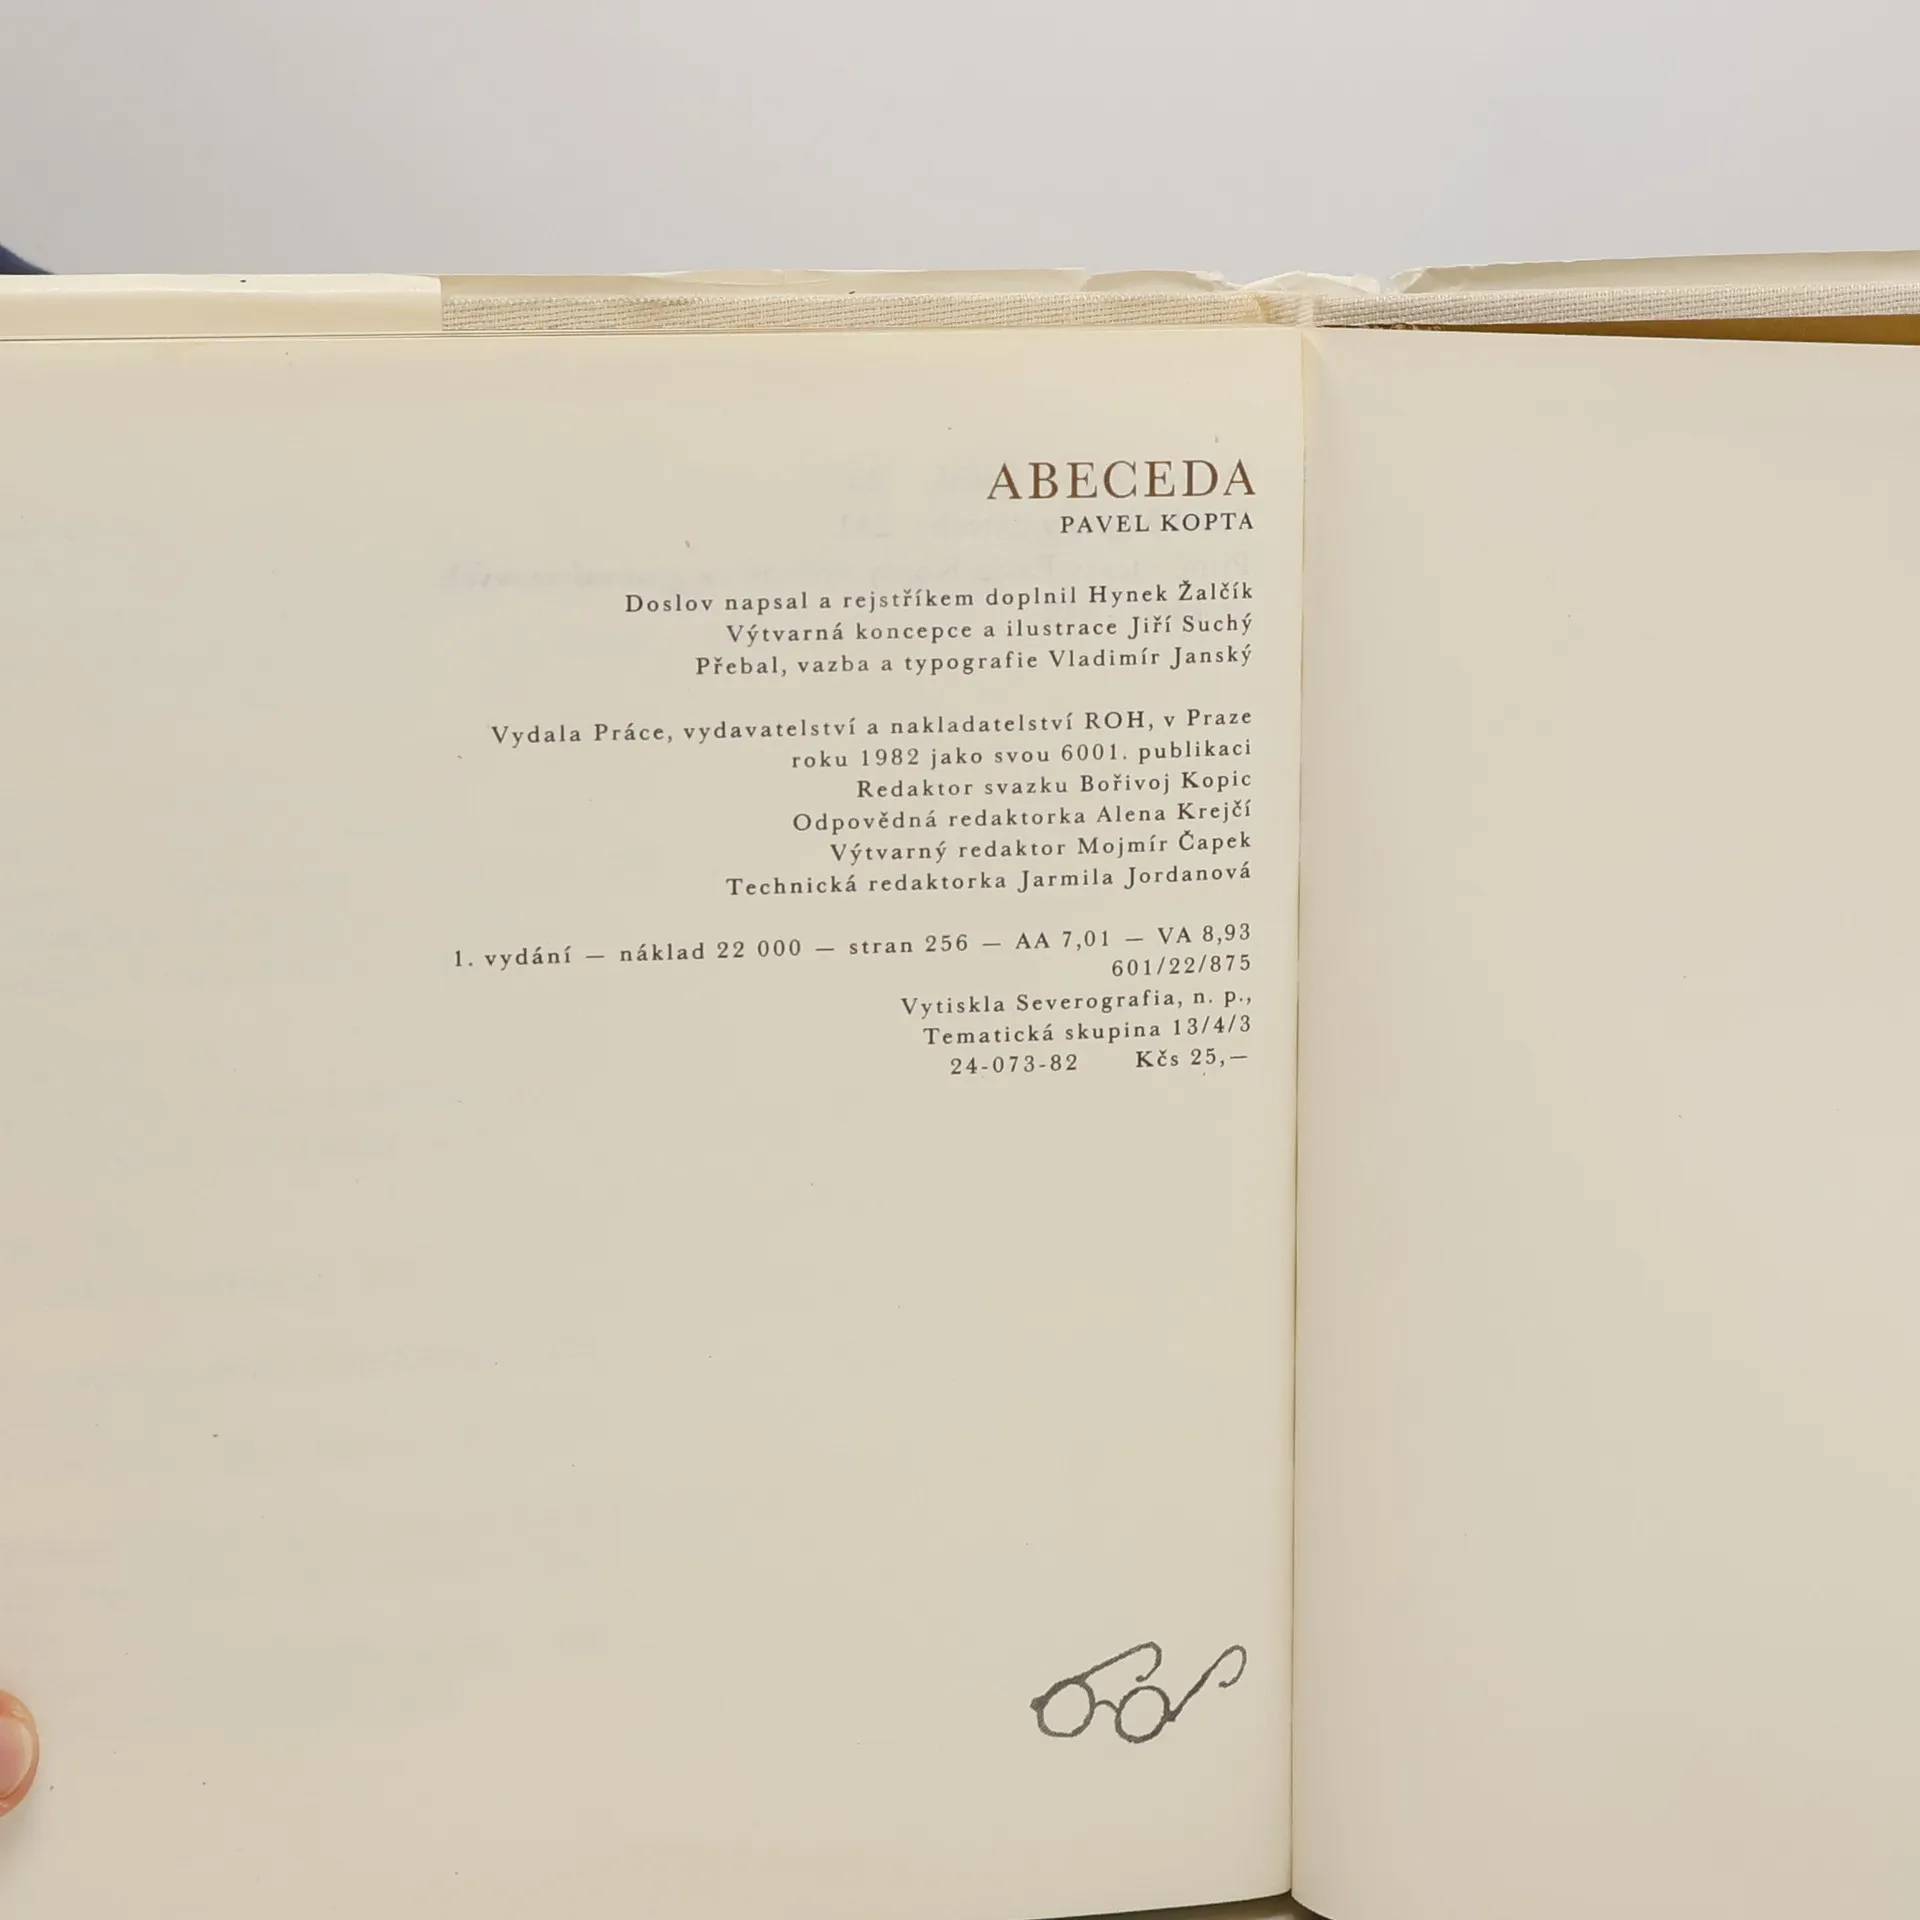 ABECEDA
PAVEL KOPTA
Doslov napsal a rejstříkem doplnil Hynek Žalčík
Výtvarná koncepce a ilustrace Jiří Suchý
Přebal, vazba a typografie Vladimír Janský
Vydala Práce, vydavatelství a nakladatelství ROH, v Praze
roku 1982 jako svou 6001. publikaci
Redaktor svazku Bořivoj Kopic
Odpovědná redaktorka Alena Krejčí
Výtvarný redaktor Mojmír Čapek
Technická redaktorka Jarmila Jordanová
1. vydání — náklad 22 000 — stran 256 — AA 7,01 — VA 8,93
601/22/875
Vytiskla Severografia, n. p.,
Tematická skupina 13/4/3
24-073-82 Kčs 25,—